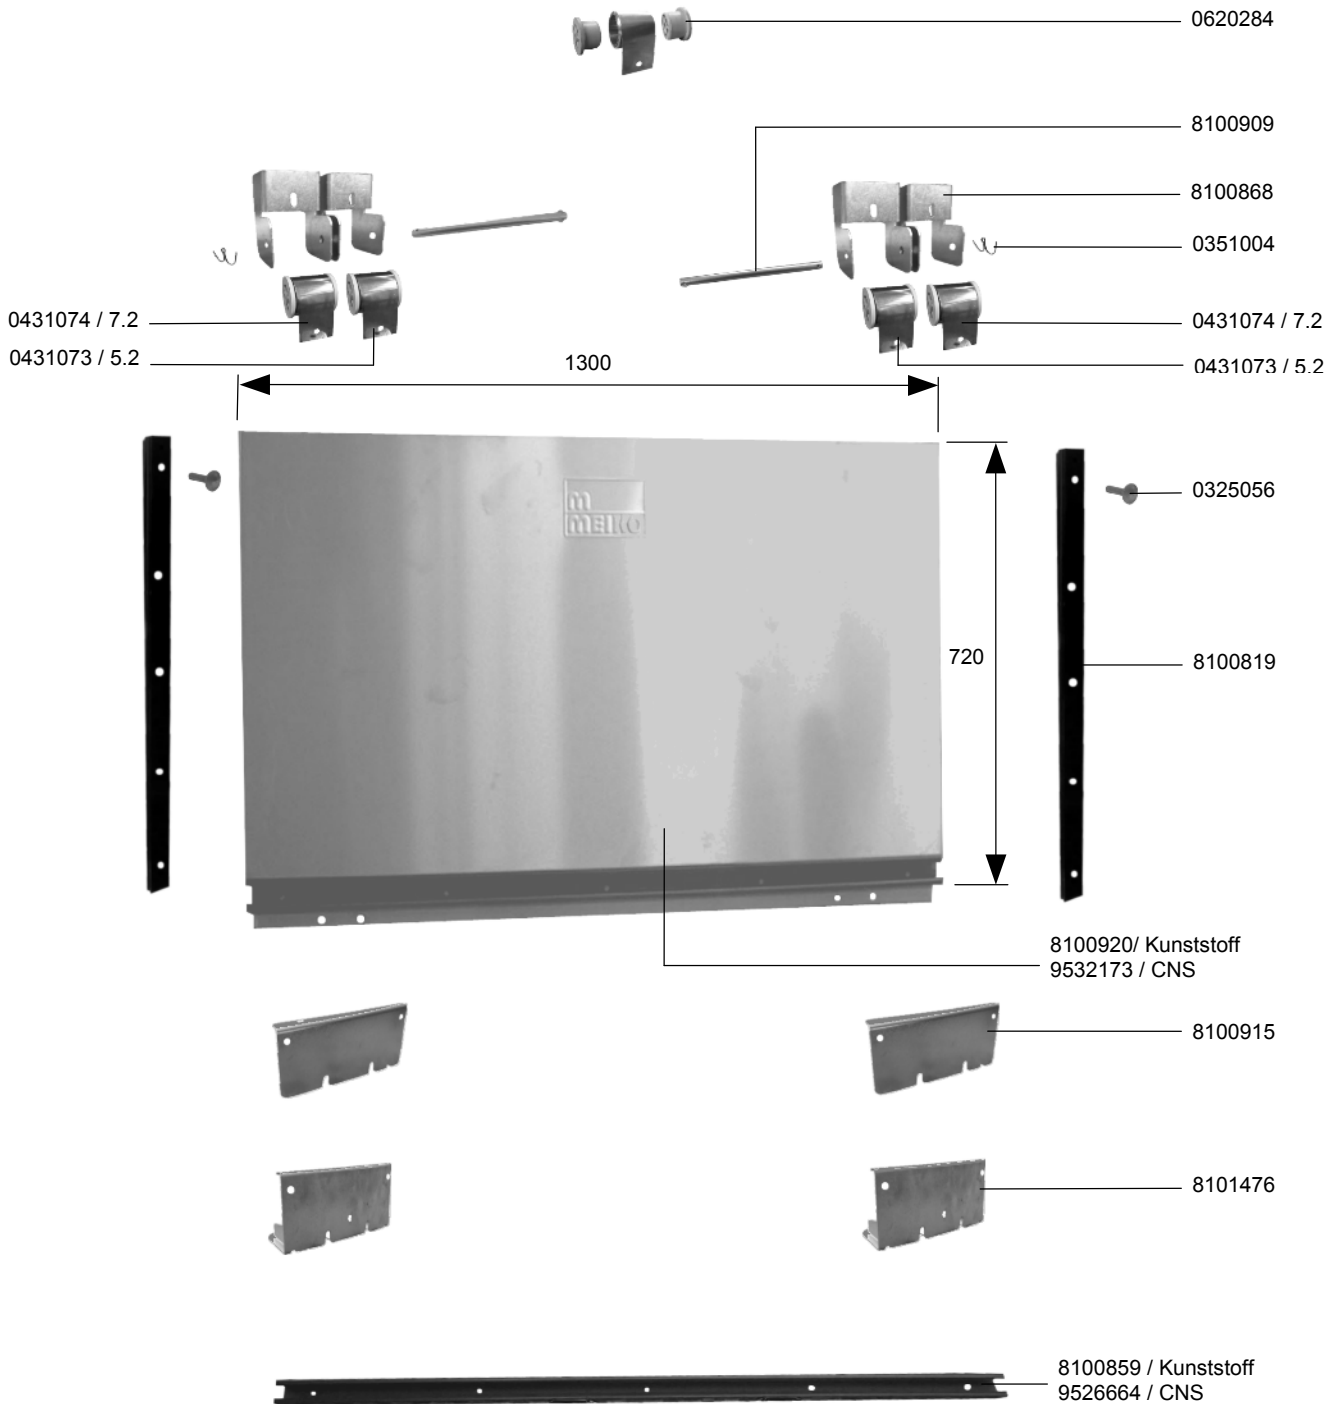 0620284
8100909
8100868
0351004
0431074 / 7.2
0431074 / 7.2
0431073 / 5.2
0431073 / 5.2
1300
m
MEIKO
0325056
720
8100819
8100920/ Kunststoff
9532173 / CNS
8100915
8101476
8100859 / Kunststoff
9526664 / CNS